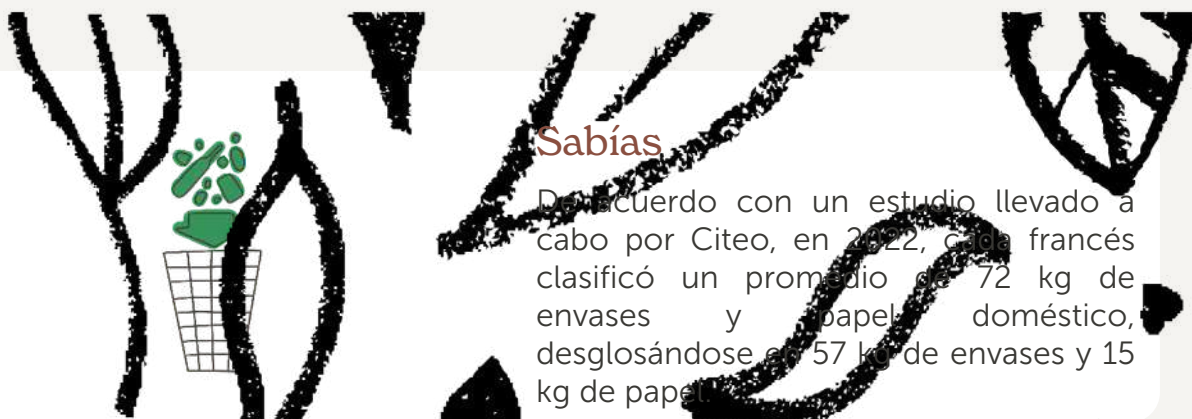 Sabías
De acuerdo con un estudio llevado a
cabo por Citeo, en 2022, cada francés
clasificó un promedio de 72 kg de
envases y papel doméstico,
desglosándose en 57 kg de envases y 15
kg de papel.